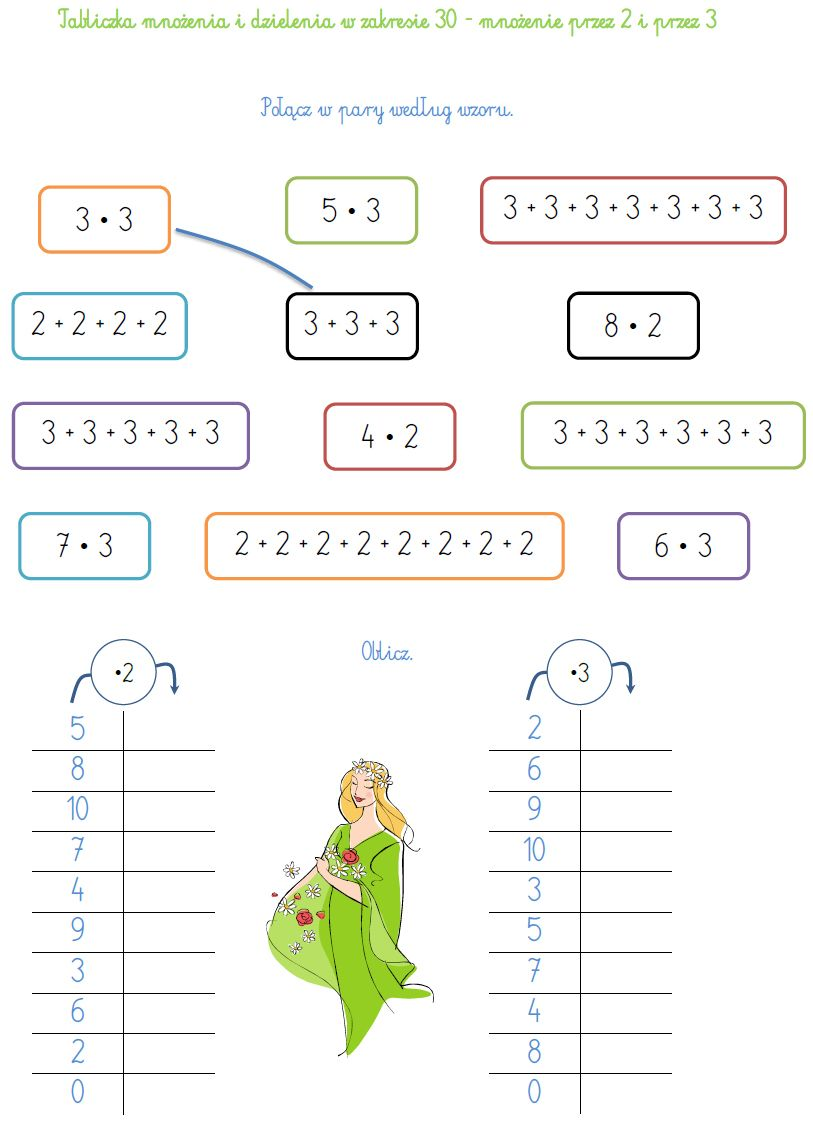 Tabliczka mnożenia i dzielenia w zakresie 30 - mnożenie przez 2 i przez 3
Połącz w pary według wzoru.
3 • 3
5 • 3
3 + 3 + 3 + 3 + 3 + 3 + 3
2 + 2 + 2 + 2
3 + 3 + 3
8 • 2
3 + 3 + 3 + 3 + 3
4 • 2
3 + 3 + 3 + 3 + 3 + 3
7 • 3
2 + 2 + 2 + 2 + 2 + 2 + 2 + 2
6 • 3
Oblicz.
•2
5
8
10
7
4
9
3
6
2
0
•3
2
6
9
10
3
5
7
4
8
0